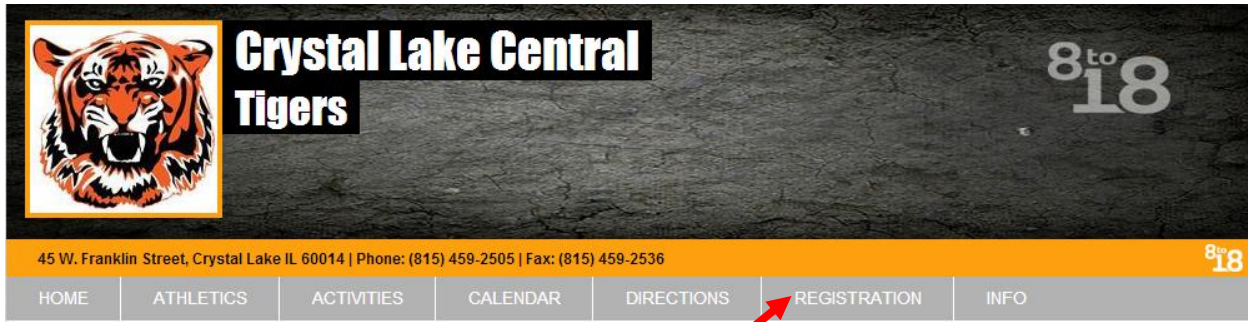 Crystal Lake Central
Tigers
8 to 18
45 W. Franklin Street, Crystal Lake IL 60014 | Phone: (815) 459-2505 | Fax: (815) 459-2536
8 to 18
HOME ATHLETICS ACTIVITIES CALENDAR DIRECTIONS REGISTRATION INFO